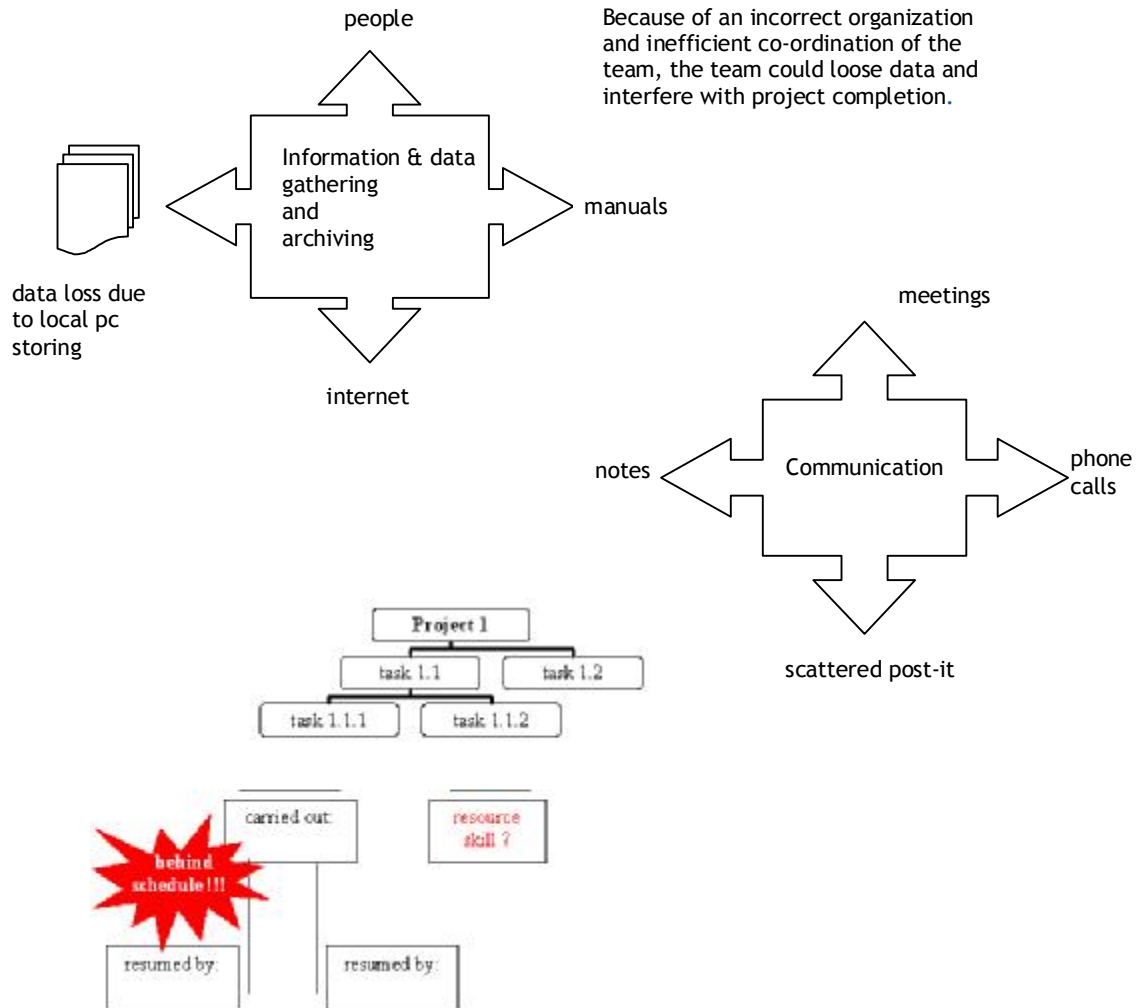 people
Because of an incorrect organization
and inefficient co-ordination of the
team, the team could loose data and
interfere with project completion.
Information & data
gathering
and
archiving
manuals
data loss due
to local pc
storing
internet
meetings
notes
Communication
phone
calls
scattered post-it
Project 1
task 1.1
task 1.2
task 1.1.1
task 1.1.2
carried out:
resource
skill ?
behind
schedule!!!
resumed by:
resumed by: